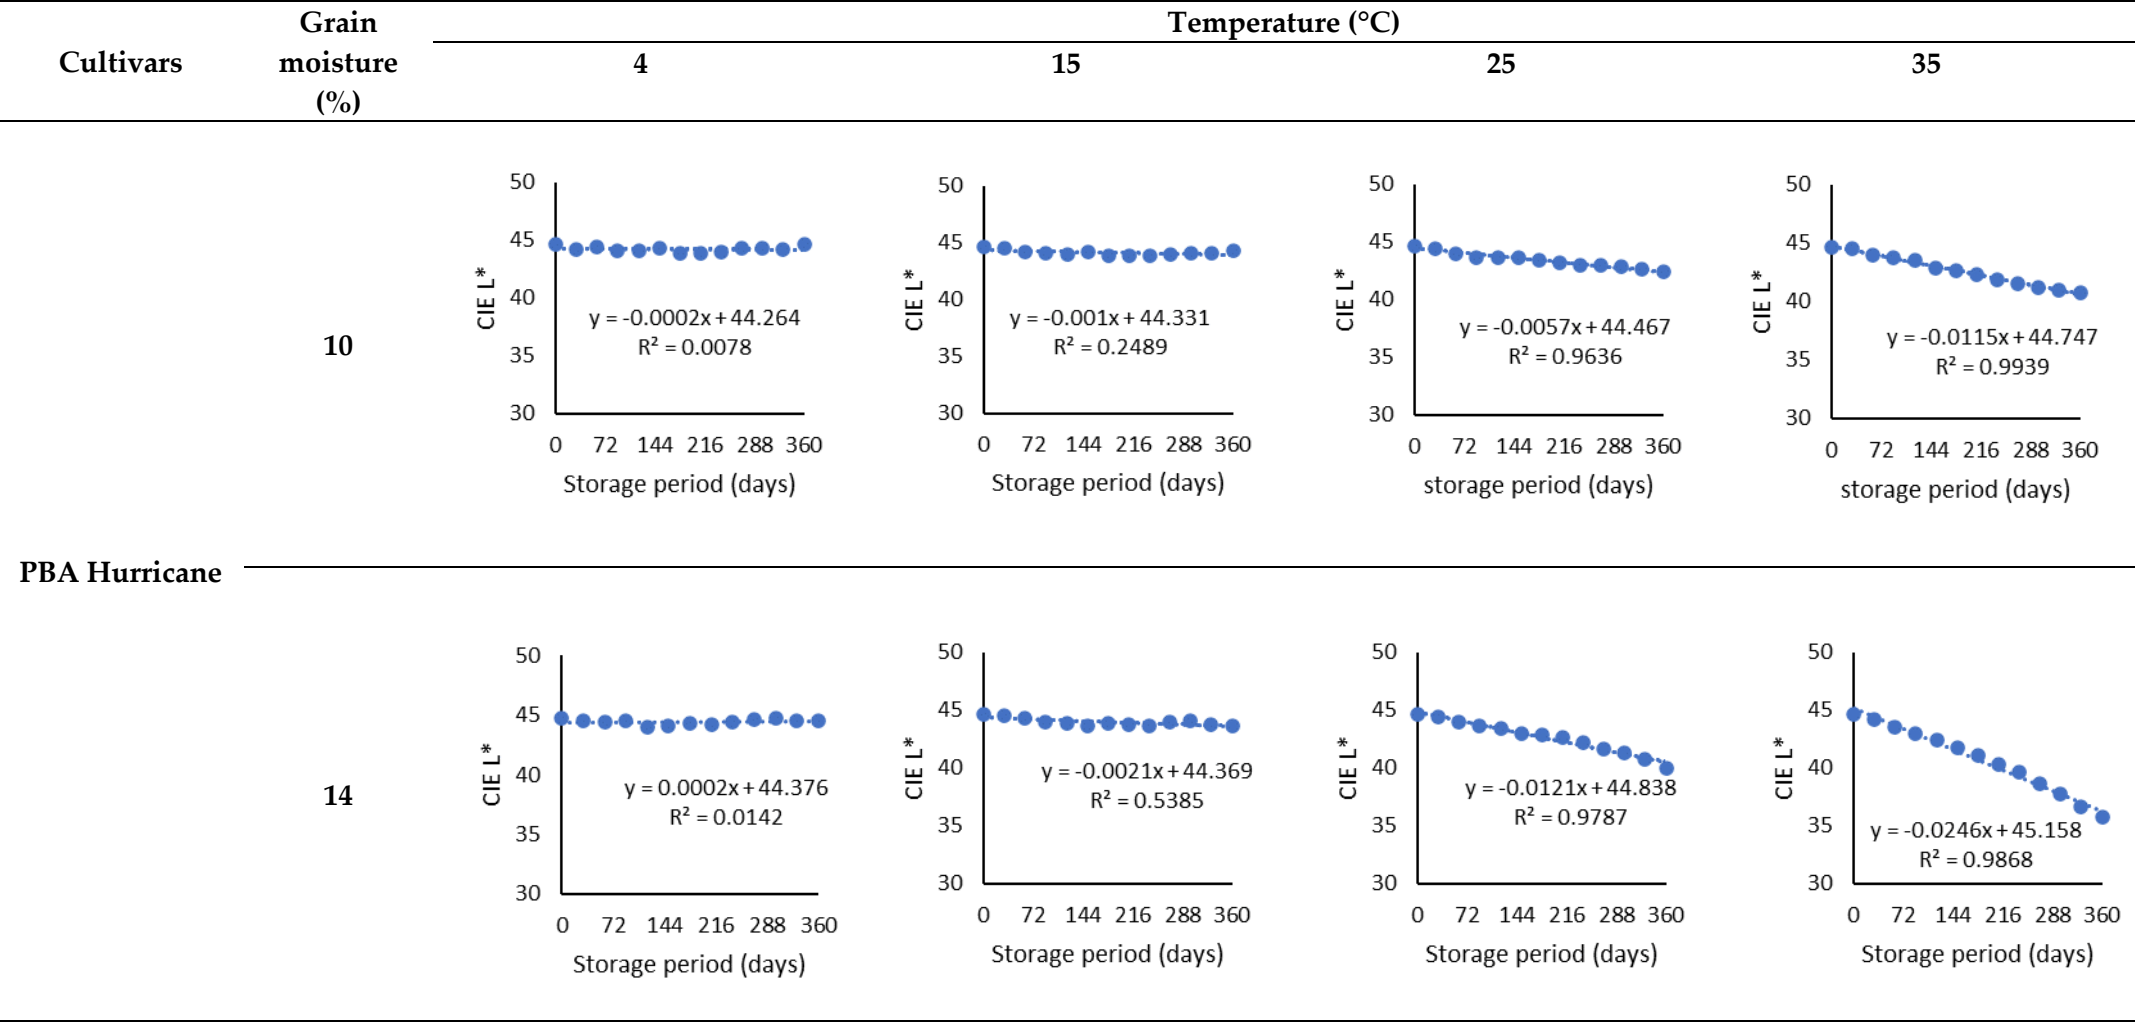 Cultivars
Grain
moisture
(%)
Temperature (°C)
4
15
25
35
PBA Hurricane
10
50
45
40
35
30
CIE L*
y = -0.0002x + 44.264
R² = 0.0078
0 72 144 216 288 360
Storage period (days)
50
45
40
35
30
CIE L*
y = -0.001x + 44.331
R² = 0.2489
0 72 144 216 288 360
Storage period (days)
50
45
40
35
30
CIE L*
y = -0.0057x + 44.467
R² = 0.9636
0 72 144 216 288 360
storage period (days)
50
45
40
35
30
CIE L*
y = -0.0115x + 44.747
R² = 0.9939
0 72 144 216 288 360
storage period (days)
14
50
45
40
35
30
CIE L*
y = 0.0002x + 44.376
R² = 0.0142
0 72 144 216 288 360
Storage period (days)
50
45
40
35
30
CIE L*
y = -0.0021x + 44.369
R² = 0.5385
0 72 144 216 288 360
Storage period (days)
50
45
40
35
30
CIE L*
y = -0.0121x + 44.838
R² = 0.9787
0 72 144 216 288 360
Storage period (days)
50
45
40
35
30
CIE L*
y = -0.0246x + 45.158
R² = 0.9868
0 72 144 216 288 360
Storage period (days)